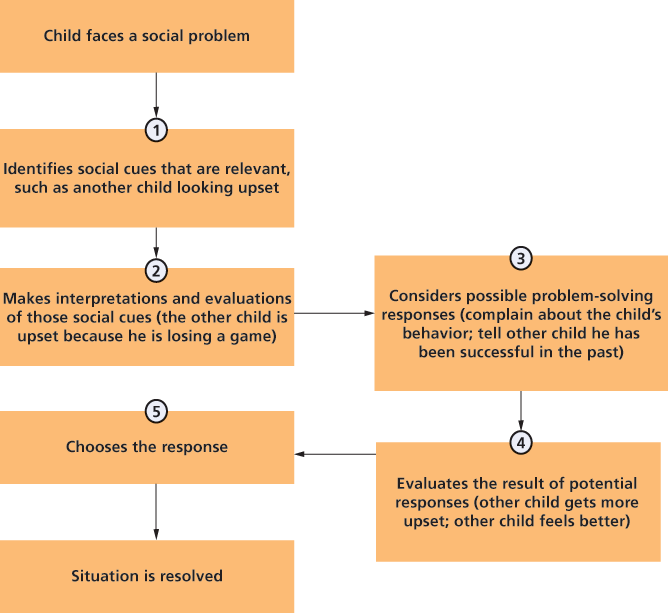 Child faces a social problem
1
Identifies social cues that are relevant,
such as another child looking upset
2
Makes interpretations and evaluations
of those social cues (the other child is
upset because he is losing a game)
3
Considers possible problem-solving
responses (complain about the child’s
behavior; tell other child he has
been successful in the past)
4
Evaluates the result of potential
responses (other child gets more
upset; other child feels better)
5
Chooses the response
Situation is resolved